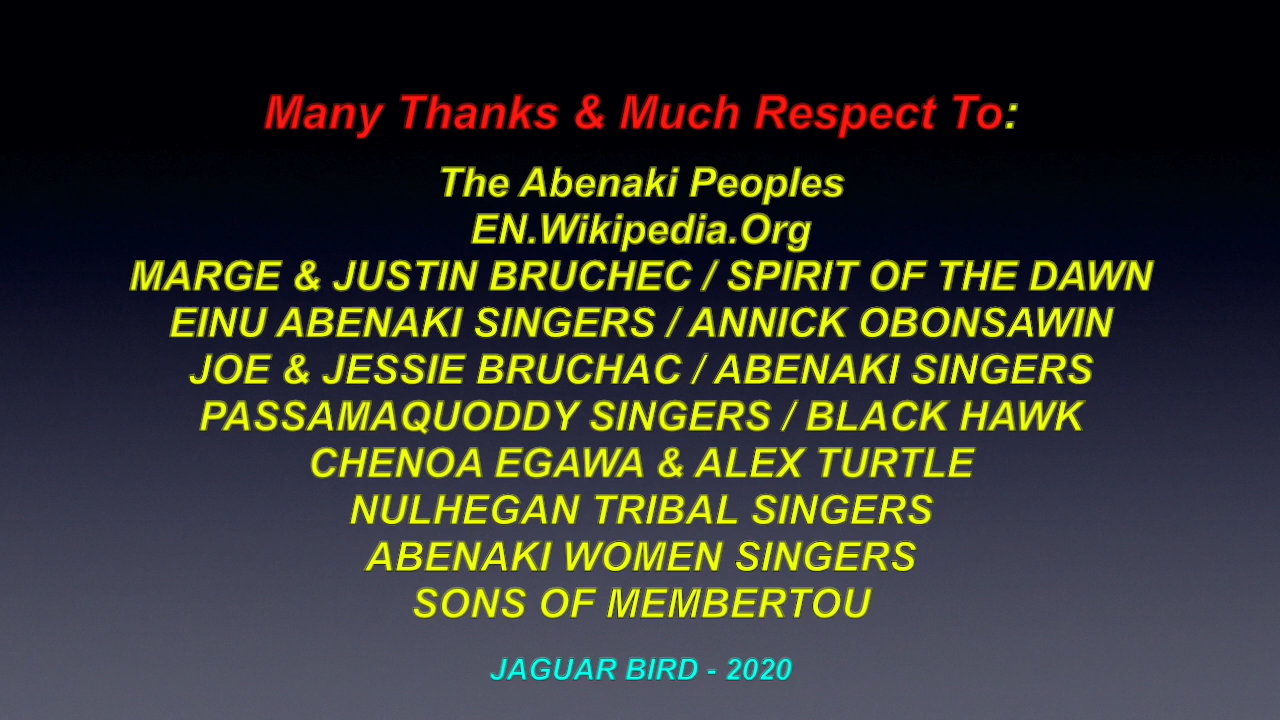 Many Thanks & Much Respect To:
The Abenaki Peoples
EN.Wikipedia.Org
MARGE & JUSTIN BRUCHEC / SPIRIT OF THE DAWN
EINU ABENAKI SINGERS / ANNICK OBONSAWIN
JOE & JESSIE BRUCHAC / ABENAKI SINGERS
PASSAMAQUODDY SINGERS / BLACK HAWK
CHENOA EGAWA & ALEX TURTLE
NULHEGAN TRIBAL SINGERS
ABENAKI WOMEN SINGERS
SONS OF MEMBERTOU
JAGUAR BIRD - 2020